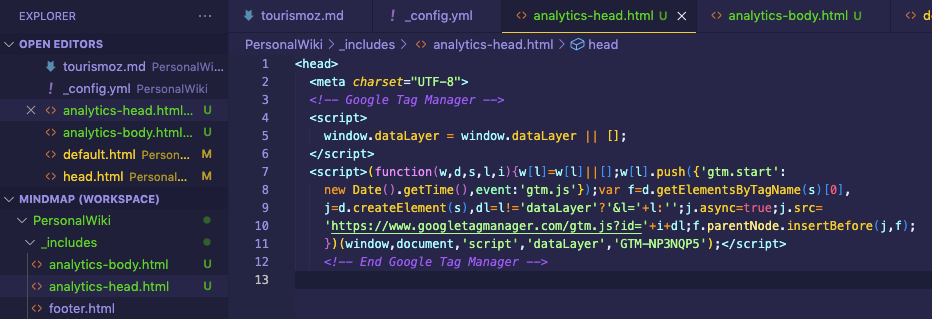 EXPLORER ...
tourismoz.md
_config.yml
analytics-head.html U
analytics-body.html U
OPEN EDITORS
tourismoz.md PersonalWi...
_config.yml PersonalWiki
analytics-head.html... U
analytics-body.html... U
default.html Person... M
head.html PersonalW... M
MINDMAP (WORKSPACE)
PersonalWiki
_includes
analytics-body.html U
analytics-head.html U
footer.html
PersonalWiki > _includes > analytics-head.html > head
1 <head>
2 <meta charset="UTF-8">
3 <!-- Google Tag Manager -->
4 <script>
5 window.dataLayer = window.dataLayer || [];
6 </script>
7 <script>(function(w,d,s,l,i){w[l]=w[l]||[];w[l].push({'gtm.start':
8 new Date().getTime(),event:'gtm.js'});var f=d.getElementsByTagName(s)[0],
9 j=d.createElement(s),dl=l!='dataLayer'?'&l='+l:'';j.async=true;j.src=
10 'https://www.googletagmanager.com/gtm.js?id='+i+dl;f.parentNode.insertBefore(j,f);
11 })(window,document,'script','dataLayer','GTM-NP3NQP5');</script>
12 <!-- End Google Tag Manager -->
13